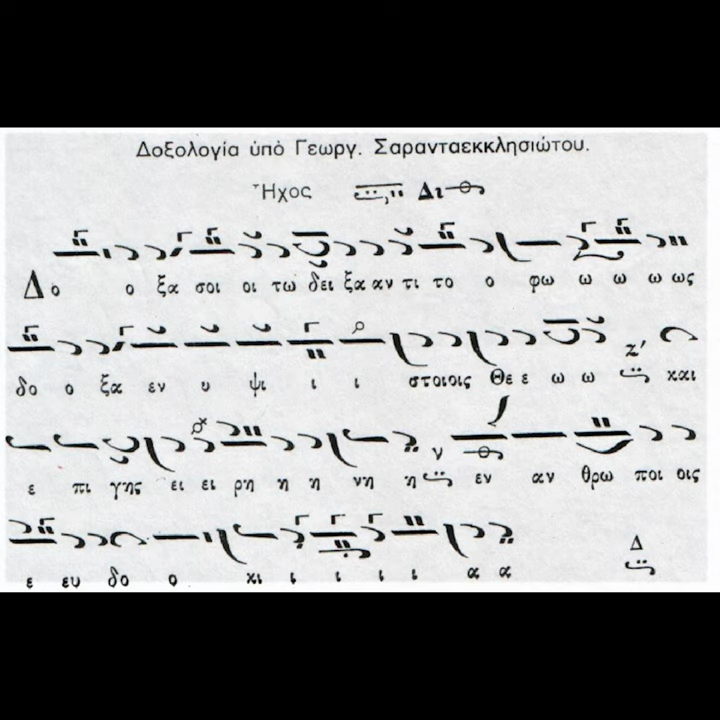 Δοξολογία ὑπὸ Γεωργ. Σαρανταεκκλησιώτου.
Ἦχος Δι
Δο ο ξα σοι οι τω δει ξα αν τι το ο φω ω ω ω ως
δο ο ξα εν υ ψι ι ι στοιοις Θε ε ω ω ζʹ και
ε πι γης ει ει ρη η η νη η ν εν αν θρω ποι οις
ε ευ δο ο κι ι ι ι ι α α Δ